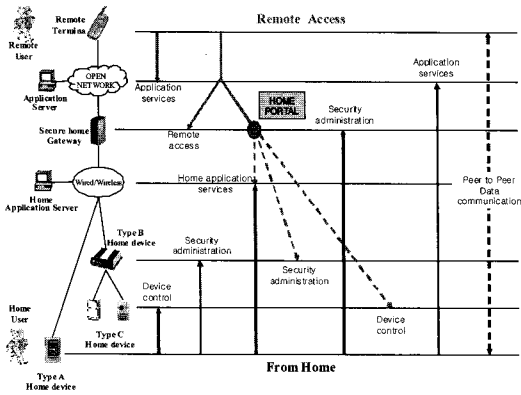 Remote
Termina
Remote Access
Remote
User
OPEN
NETWORK
Application
Server
Application
services
Application
services
HOME
PORTAL
Security
administration
Secure home
Gateway
Remote
access
Wired/Wireless
Home application
services
Peer to Peer
Data
communication
Home
Application Server
Type B
Home device
Security
administration
Security
administration
Device
control
Home
User
Type C
Home device
Device
control
Type A
Home device
From Home